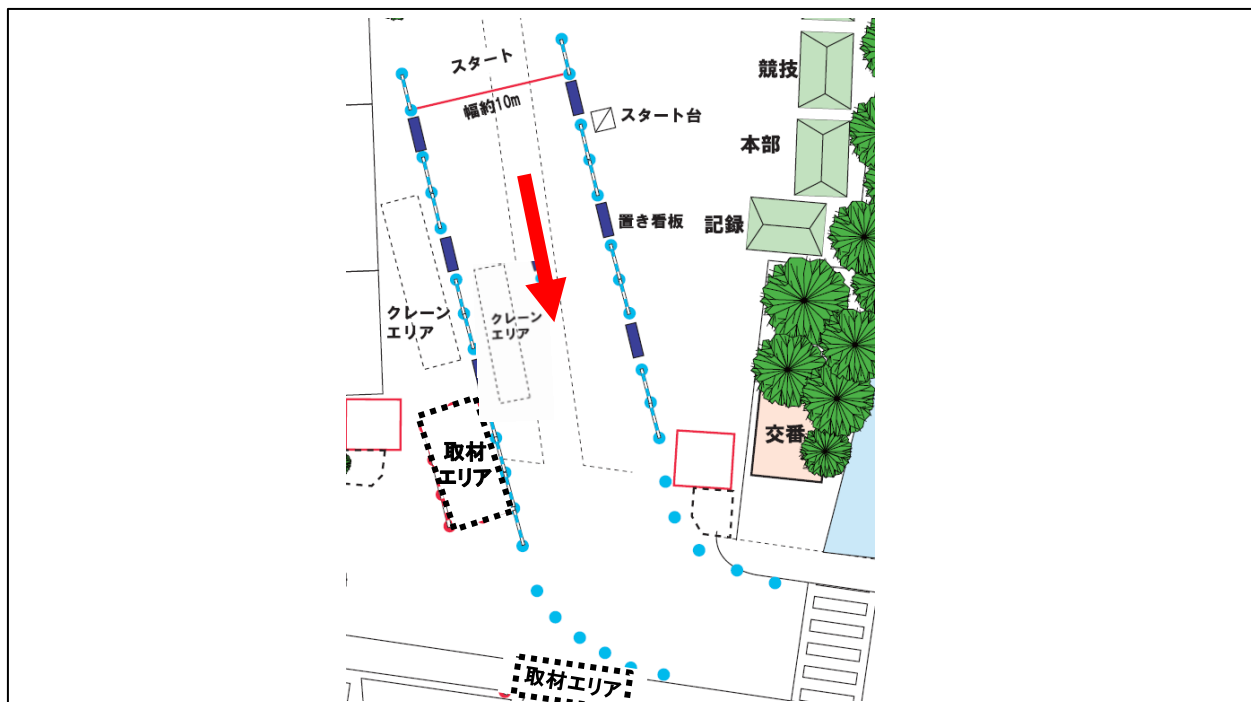 スタート
競技
幅約10m
スタート台
本部
置き看板
記録
クレーン
エリア
クレーン
エリア
取材
エリア
交番
取材エリア